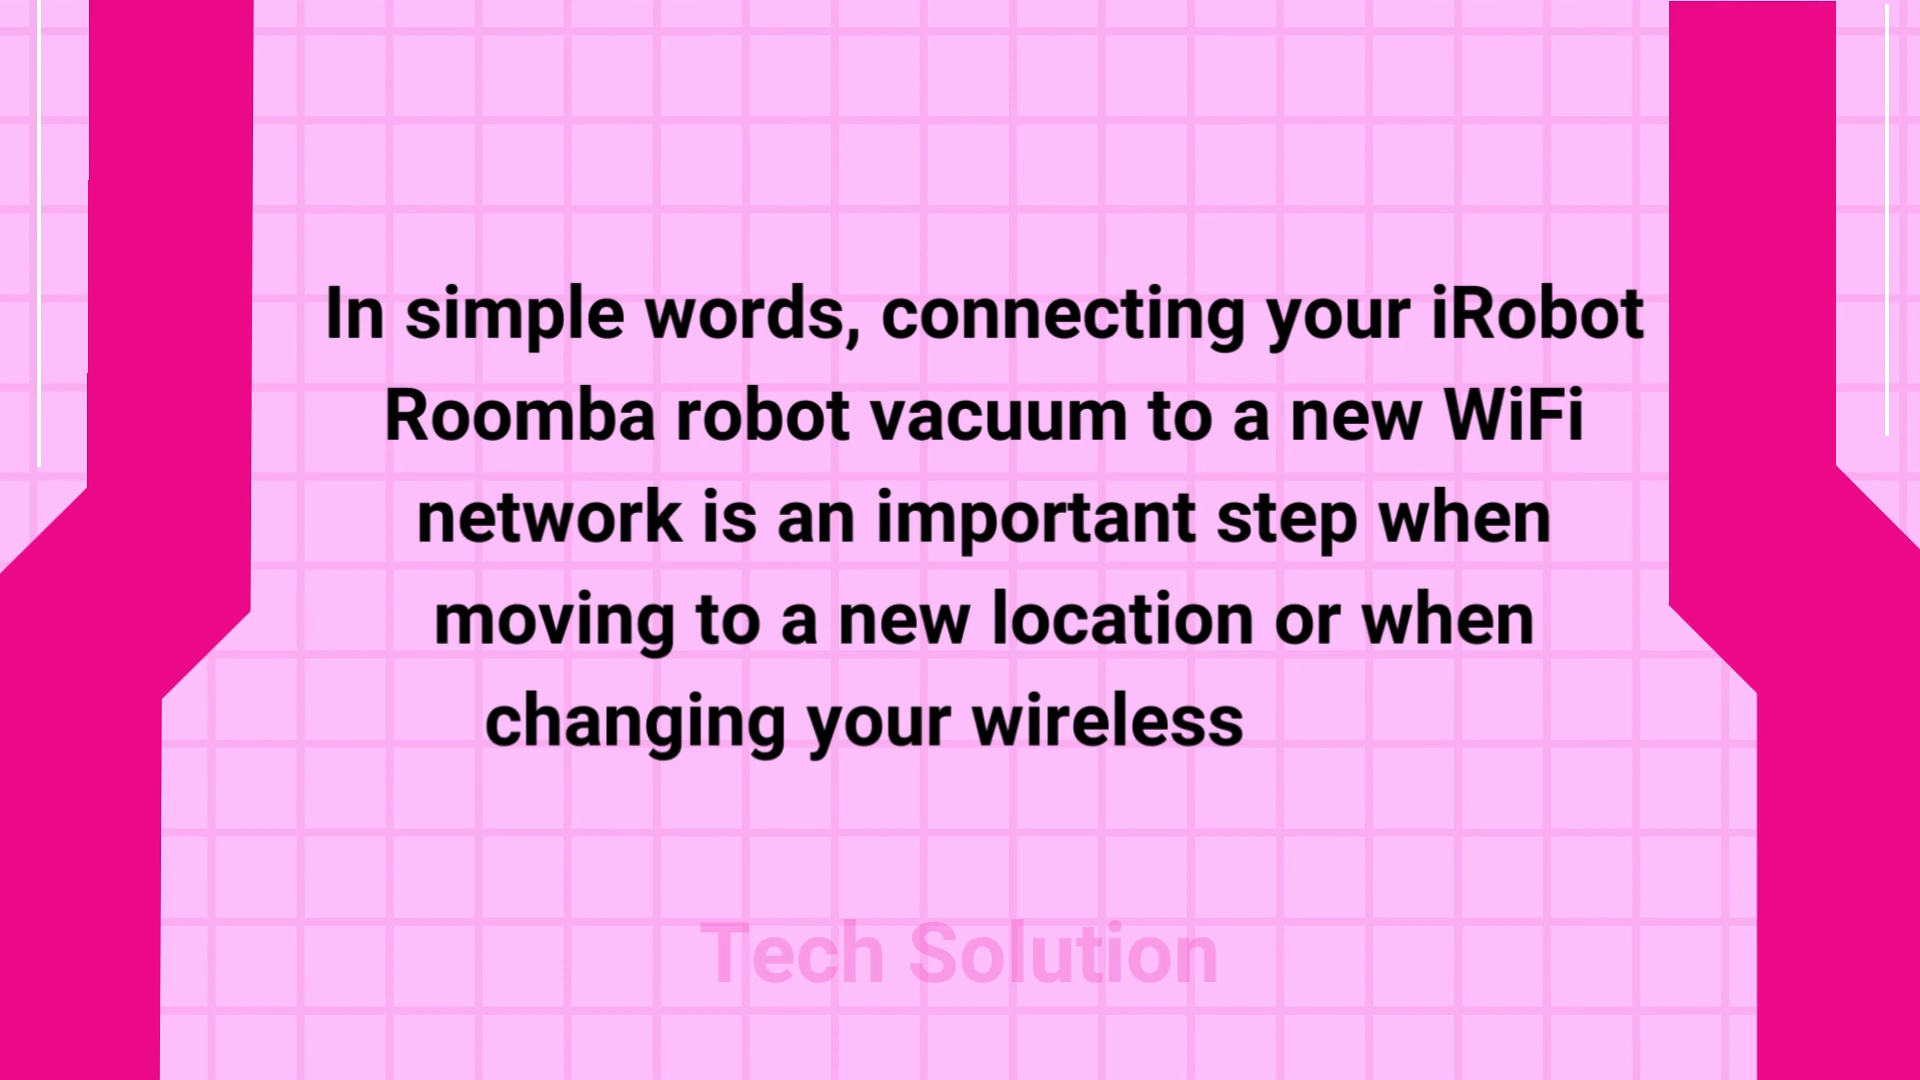 In simple words, connecting your iRobot
Roomba robot vacuum to a new WiFi
network is an important step when
moving to a new location or when
changing your wireless
Tech Solution